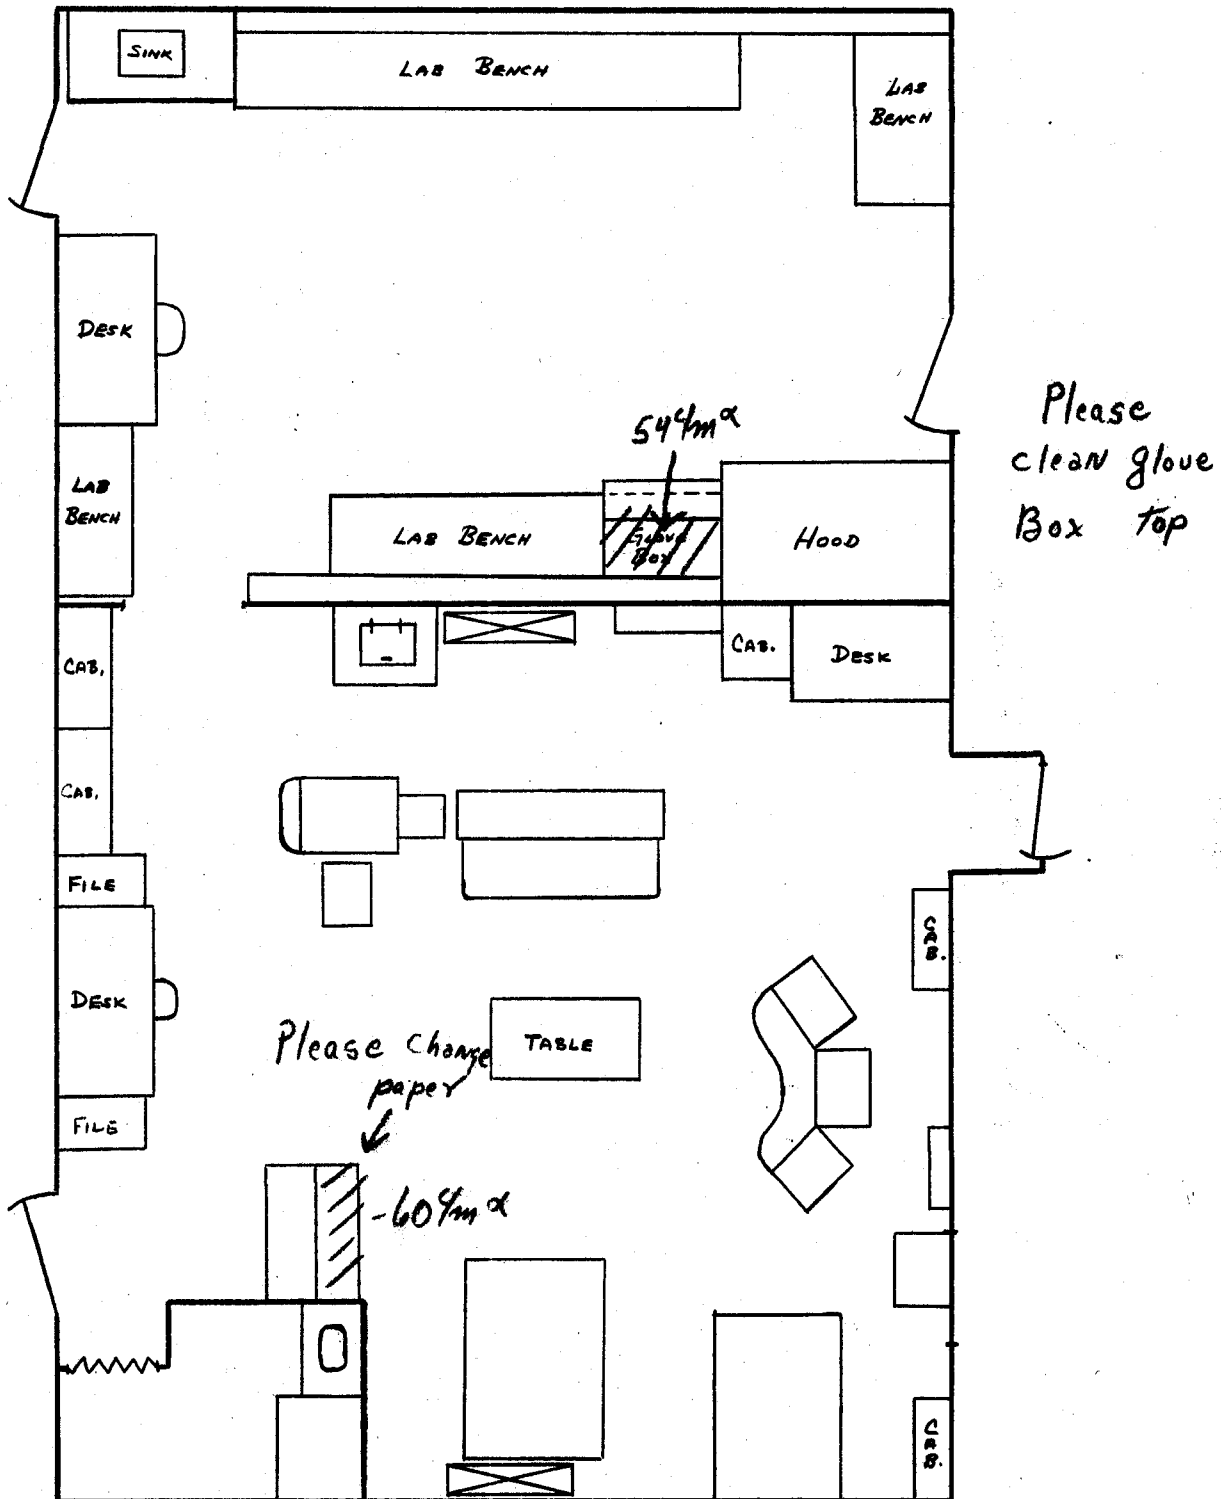 SINK
LAB BENCH
LAB
BENCH
DESK
54 c/m α
Please
clean glove
Box Top
LAB
BENCH
LAB BENCH
GLOVE
BOX
HOOD
CAB.
CAB.
DESK
CAB.
FILE
CAB.
DESK
Please Change
paper
TABLE
FILE
-60 c/m α
CAB.